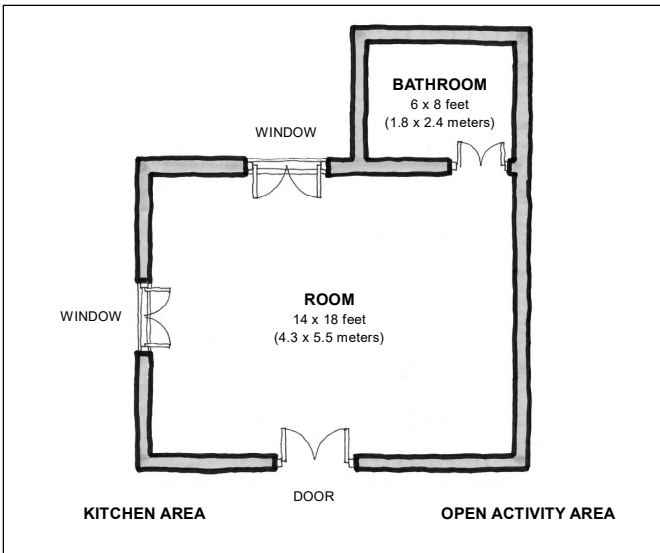 BATHROOM
6 x 8 feet
(1.8 x 2.4 meters)
WINDOW
ROOM
14 x 18 feet
(4.3 x 5.5 meters)
WINDOW
DOOR
KITCHEN AREA
OPEN ACTIVITY AREA